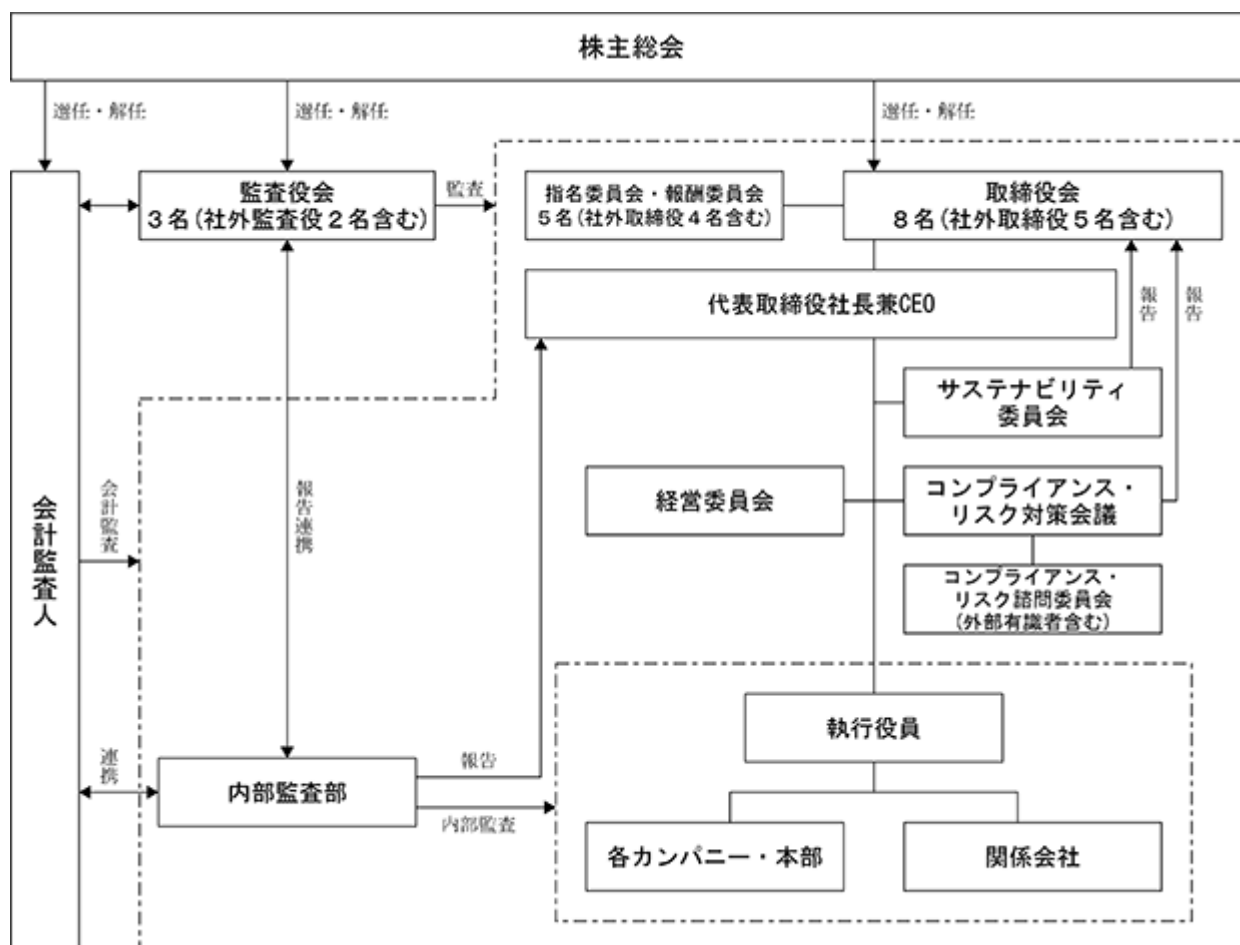 株主総会
選任・解任
選任・解任
選任・解任
監査役会
3名(社外監査役2名含む)
監査
指名委員会・報酬委員会
5名(社外取締役4名含む)
取締役会
8名(社外取締役5名含む)
代表取締役社長兼CEO
報告
報告
サステナビリティ
委員会
会計監査人
会計監査
報告連携
経営委員会
コンプライアンス・
リスク対策会議
コンプライアンス・
リスク諮問委員会
(外部有識者含む)
執行役員
連携
内部監査部
報告
内部監査
各カンパニー・本部
関係会社